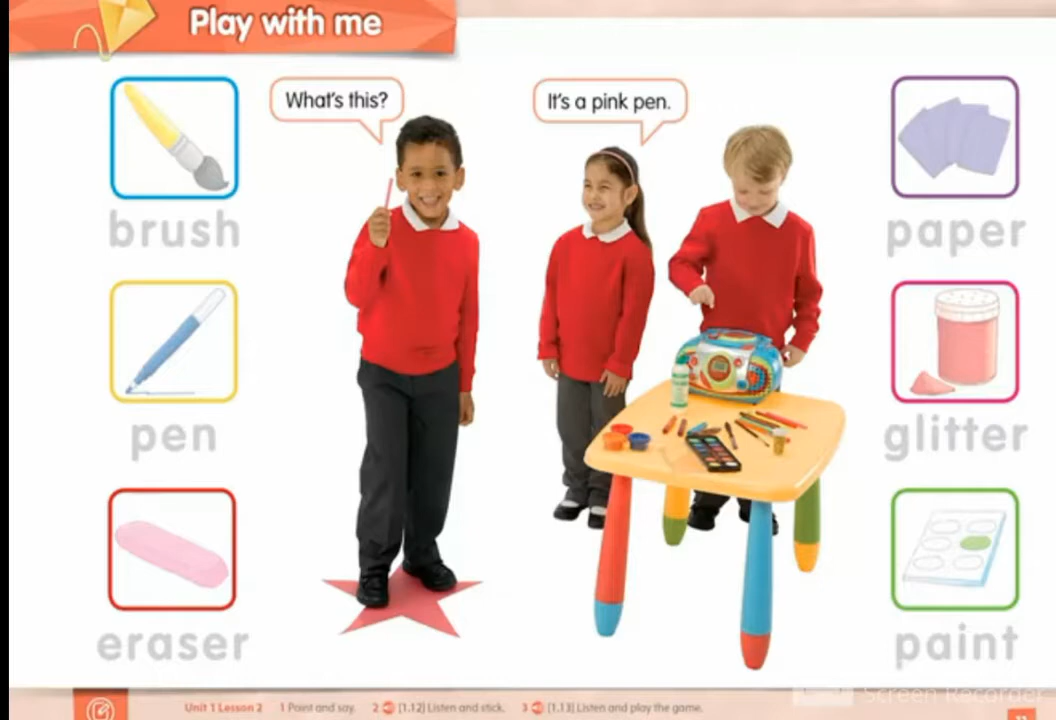 Play with me
What's this?
It's a pink pen.
brush
paper
pen
glitter
eraser
paint
Screen Recorder
Unit 1 Lesson 2 1 Point and say. 2 [1.12] Listen and stick. 3 [1.13] Listen and play the game.